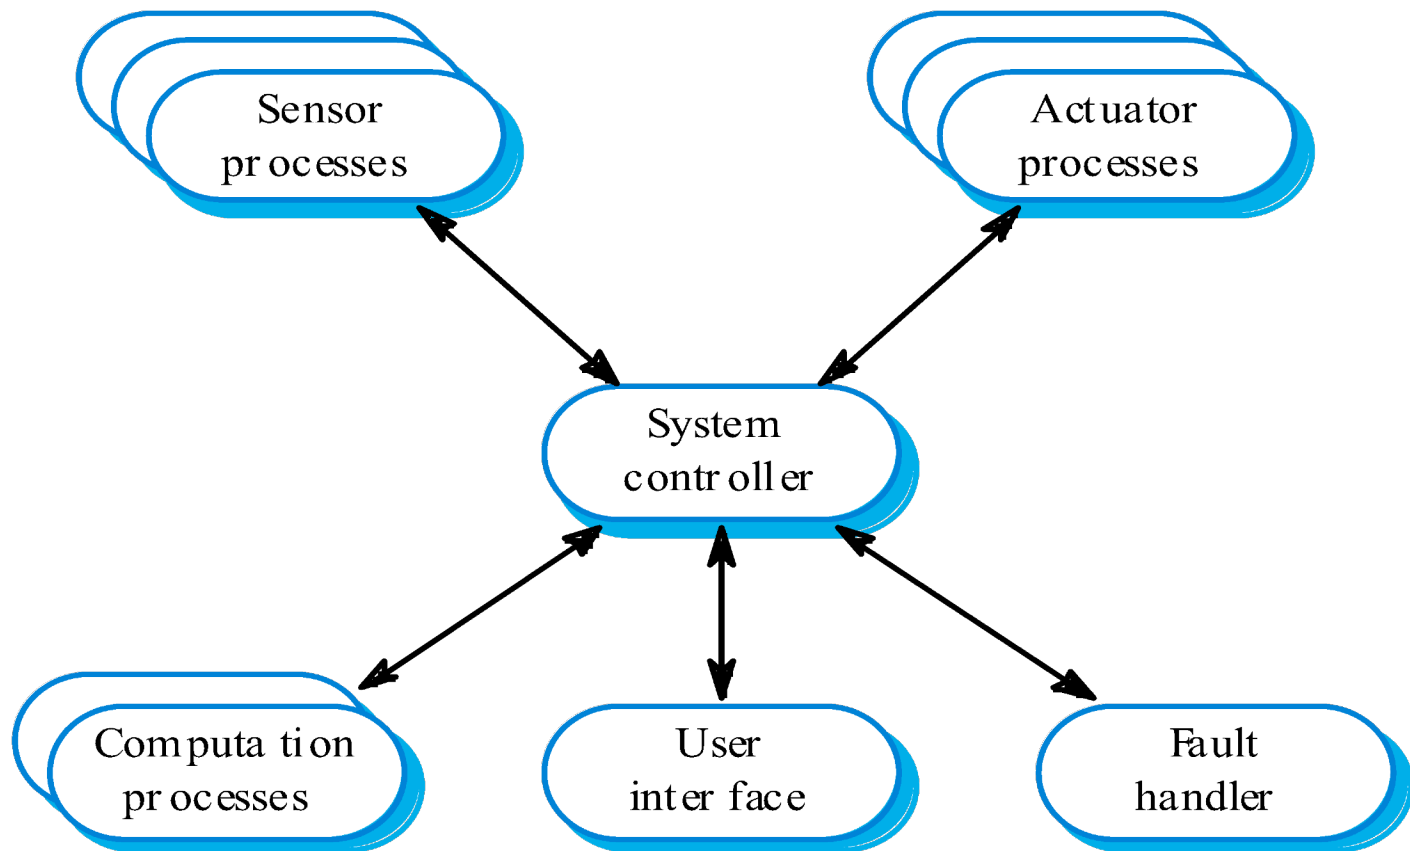 Sensor
processes
Actuator
processes
System
controller
Computation
processes
User
interface
Fault
handler